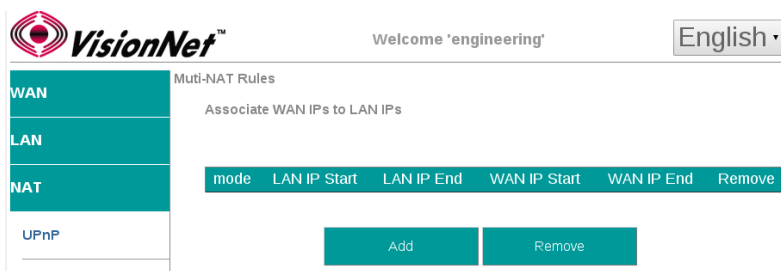 VisionNet™
Welcome 'engineering'
English
WAN
LAN
NAT
UPnP
Muti-NAT Rules
Associate WAN IPs to LAN IPs
mode LAN IP Start LAN IP End WAN IP Start WAN IP End Remove
Add Remove